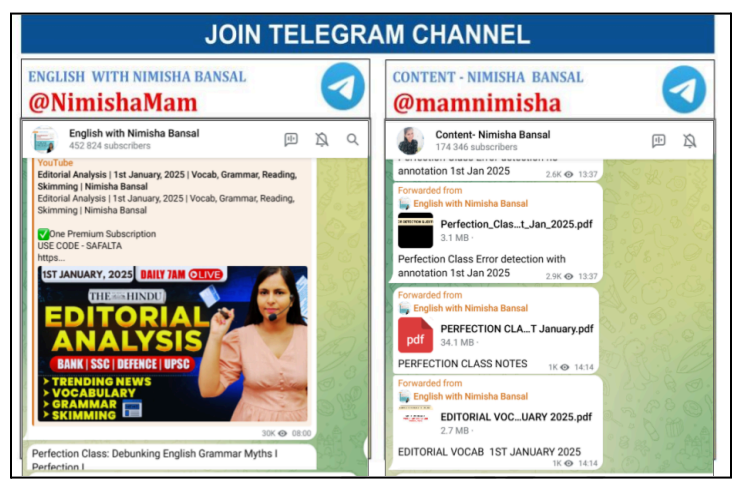 JOIN TELEGRAM CHANNEL
ENGLISH WITH NIMISHA BANSAL
@NimishaMam
English with Nimisha Bansal
452 824 subscribers
YouTube
Editorial Analysis | 1st January, 2025 | Vocab, Grammar, Reading,
Skimming | Nimisha Bansal
Editorial Analysis | 1st January, 2025 | Vocab, Grammar, Reading,
Skimming | Nimisha Bansal
✅One Premium Subscription
USE CODE - SAFALTA
https...
1ST JANUARY, 2025 DAILY 7AM LIVE
THE HINDU
EDITORIAL
ANALYSIS
BANK | SSC | DEFENCE | UPSC
> TRENDING NEWS
> VOCABULARY
> GRAMMAR
> SKIMMING
30K 08:00
Perfection Class: Debunking English Grammar Myths l
Perfection l
CONTENT - NIMISHA BANSAL
@mamnimisha
Content- Nimisha Bansal
174 346 subscribers
Perfection Class Error detection no
annotation 1st Jan 2025
2.6K 13:37
Forwarded from
English with Nimisha Bansal
Perfection_Clas...t_Jan_2025.pdf
3.1 MB ·
Perfection Class Error detection with
annotation 1st Jan 2025
2.9K 13:37
Forwarded from
English with Nimisha Bansal
pdf
PERFECTION CLA...T January.pdf
34.1 MB ·
PERFECTION CLASS NOTES
1K 14:14
Forwarded from
English with Nimisha Bansal
EDITORIAL VOC...UARY 2025.pdf
2.7 MB ·
EDITORIAL VOCAB 1ST JANUARY 2025
1K 14:14